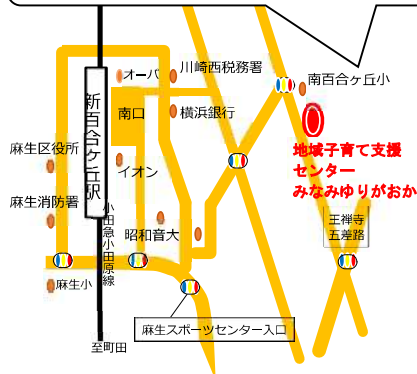 オーパ
川崎西税務署
南百合ヶ丘小
新百合ケ丘駅
南口
横浜銀行
麻生区役所
イオン
地域子育て支援
センター
みなみゆりがおか
麻生消防署
小田急小田原線
昭和音大
王禅寺
五差路
麻生小
麻生スポーツセンター入口
至町田